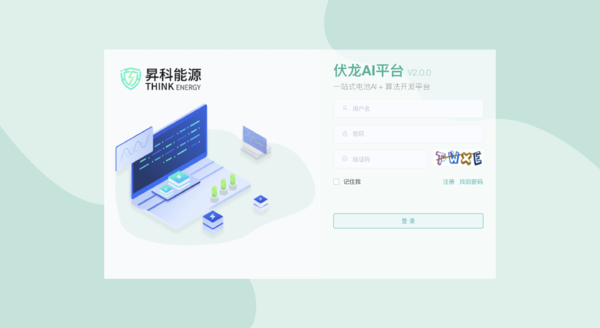 昇科能源
THINK ENERGY
伏龙AI平台 V2.0.0
一站式电池AI + 算法开发平台
用户名
密码
验证码
记住我
注册 找回密码
登 录